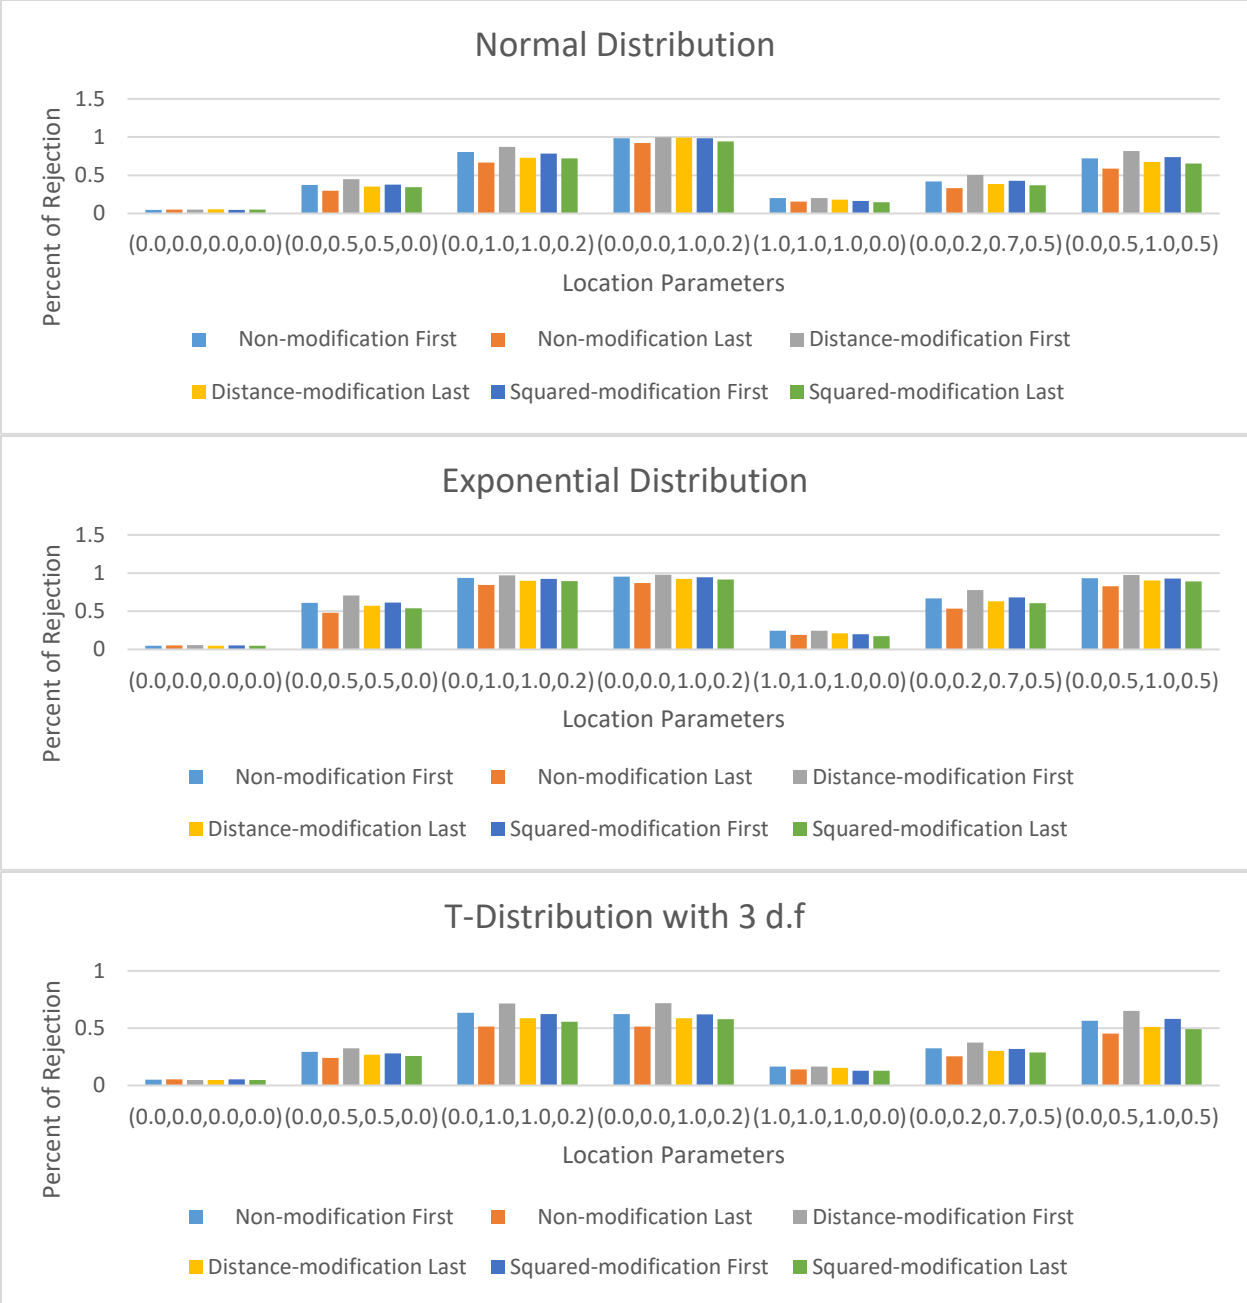 Normal Distribution
1.5
1
0.5
0
Percent of Rejection
(0.0,0.0,0.0,0.0) (0.0,0.5,0.5,0.0) (0.0,1.0,1.0,0.2) (0.0,0.0,1.0,0.2) (1.0,1.0,1.0,0.0) (0.0,0.2,0.7,0.5) (0.0,0.5,1.0,0.5)
Location Parameters
Non-modification First Non-modification Last Distance-modification First
Distance-modification Last Squared-modification First Squared-modification Last
Exponential Distribution
1.5
1
0.5
0
Percent of Rejection
(0.0,0.0,0.0,0.0) (0.0,0.5,0.5,0.0) (0.0,1.0,1.0,0.2) (0.0,0.0,1.0,0.2) (1.0,1.0,1.0,0.0) (0.0,0.2,0.7,0.5) (0.0,0.5,1.0,0.5)
Location Parameters
Non-modification First Non-modification Last Distance-modification First
Distance-modification Last Squared-modification First Squared-modification Last
T-Distribution with 3 d.f
1
0.5
0
Percent of Rejection
(0.0,0.0,0.0,0.0) (0.0,0.5,0.5,0.0) (0.0,1.0,1.0,0.2) (0.0,0.0,1.0,0.2) (1.0,1.0,1.0,0.0) (0.0,0.2,0.7,0.5) (0.0,0.5,1.0,0.5)
Location Parameters
Non-modification First Non-modification Last Distance-modification First
Distance-modification Last Squared-modification First Squared-modification Last